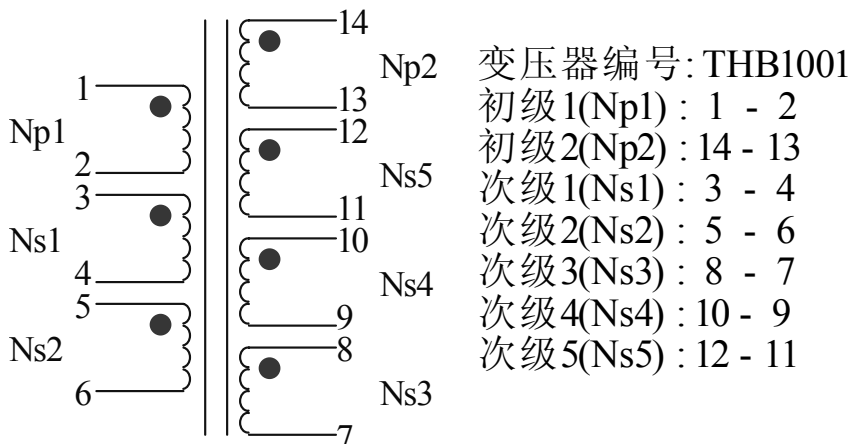 1
2
Np1
3
4
Ns1
5
6
Ns2
14
13
Np2
12
11
Ns5
10
9
Ns4
8
7
Ns3
变压器编号: THB1001
初级1(Np1) : 1 - 2
初级2(Np2) : 14 - 13
次级1(Ns1) : 3 - 4
次级2(Ns2) : 5 - 6
次级3(Ns3) : 8 - 7
次级4(Ns4) : 10 - 9
次级5(Ns5) : 12 - 11